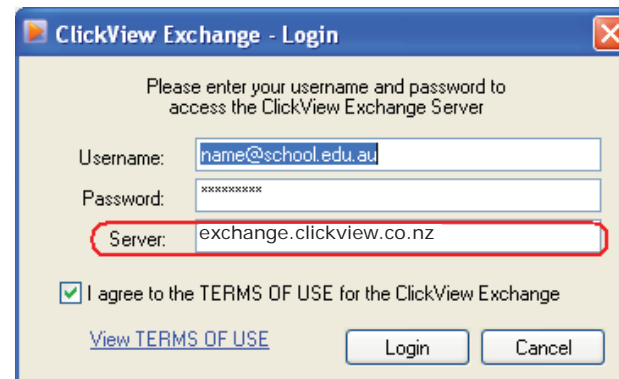 ClickView Exchange - Login
Please enter your username and password to
access the ClickView Exchange Server
Username: name@school.edu.au
Password: xxxxxxxxx
Server: exchange.clickview.co.nz
I agree to the TERMS OF USE for the ClickView Exchange
View TERMS OF USE Login Cancel